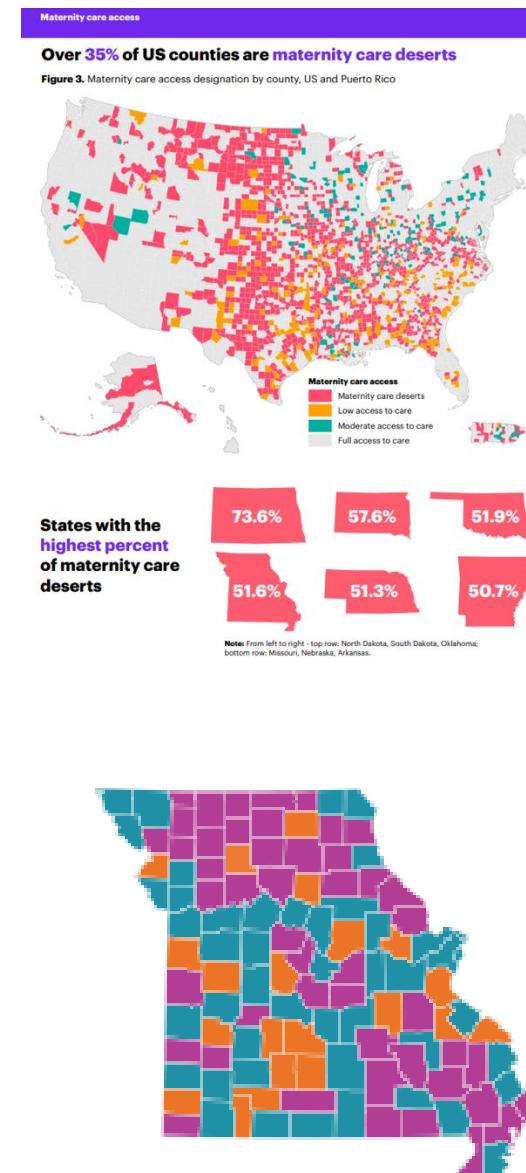 Maternity care access
Over 35% of US counties are maternity care deserts
Figure 3. Maternity care access designation by county, US and Puerto Rico
Maternity care access
Maternity care deserts
Low access to care
Moderate access to care
Full access to care
States with the
highest percent
of maternity care
deserts
73.6% 57.6% 51.9%
51.6% 51.3% 50.7%
Note: From left to right - top row: North Dakota, South Dakota, Oklahoma;
bottom row: Missouri, Nebraska, Arkansas.